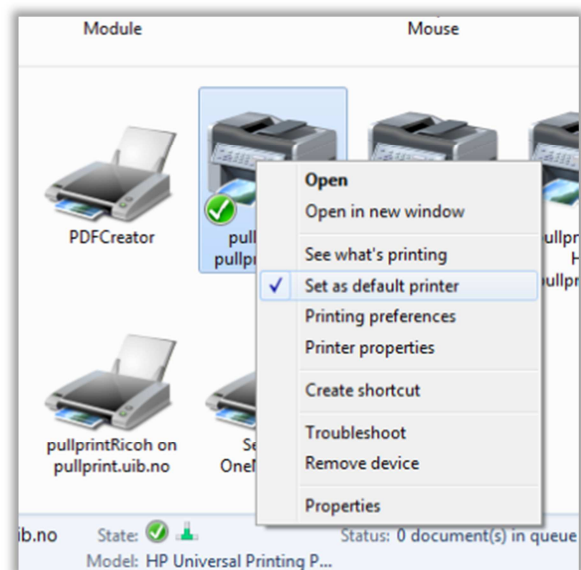 Module
Mouse
PDFCreator
Open
Open in new window
See what's printing
Set as default printer
Printing preferences
Printer properties
Create shortcut
Troubleshoot
Remove device
Properties
pullprintRicoh on
pullprint.uib.no
ib.no
State:
Status: 0 document(s) in queue
Model: HP Universal Printing P...